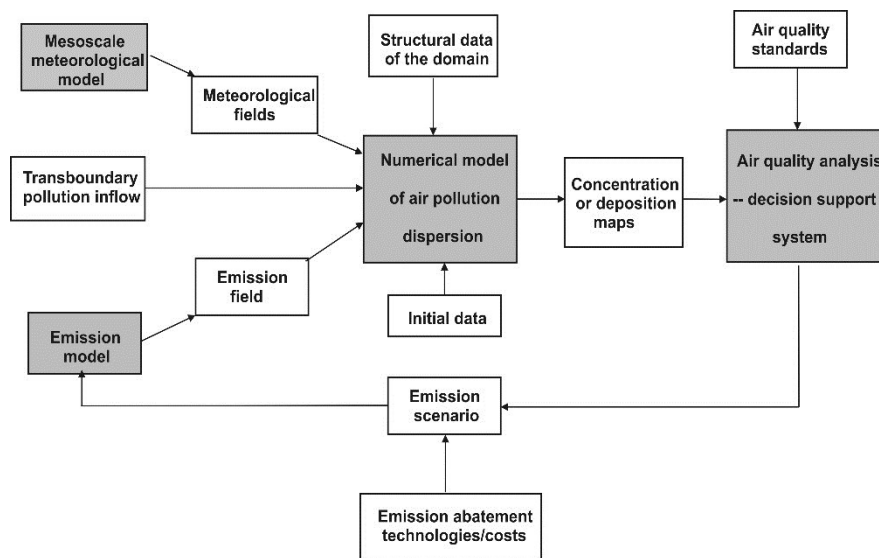 Mesoscale
meteorological
model
Structural data
of the domain
Air quality
standards
Meteorological
fields
Transboundary
pollution inflow
Numerical model
of air pollution
dispersion
Concentration
or deposition
maps
Air quality analysis
-- decision support
system
Emission
field
Initial data
Emission
model
Emission
scenario
Emission abatement
technologies/costs